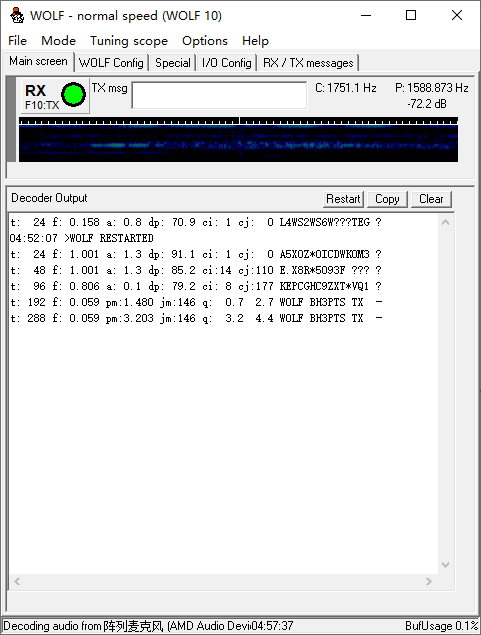 WOLF - normal speed (WOLF 10)
File Mode Tuning scope Options Help
Main screen WOLF Config Special I/O Config RX / TX messages
RX
F10:TX
TX msg
C: 1751.1 Hz P: 1588.873 Hz
-72.2 dB
Decoder Output Restart Copy Clear
t: 24 f: 0.158 a: 0.8 dp: 70.9 ci: 1 cj: 0 L4WS2WS6W???TEG ?
04:52:07 >WOLF RESTARTED
t: 24 f: 1.001 a: 1.3 dp: 91.1 ci: 1 cj: 0 A5XOZ*OICDWKOM3 ?
t: 48 f: 1.001 a: 1.3 dp: 85.2 ci:14 cj:110 E.X8R*5093F ???? ?
t: 96 f: 0.806 a: 0.1 dp: 79.2 ci: 8 cj:177 KEPCGHC9ZXT*VQ1 ?
t: 192 f: 0.059 pm:1.480 jm:146 q: 0.7 2.7 WOLF BH3PTS TX -
t: 288 f: 0.059 pm:3.203 jm:146 q: 3.2 4.4 WOLF BH3PTS TX -
Decoding audio from 阵列麦克风 (AMD Audio Devi04:57:37 BufUsage 0.1%